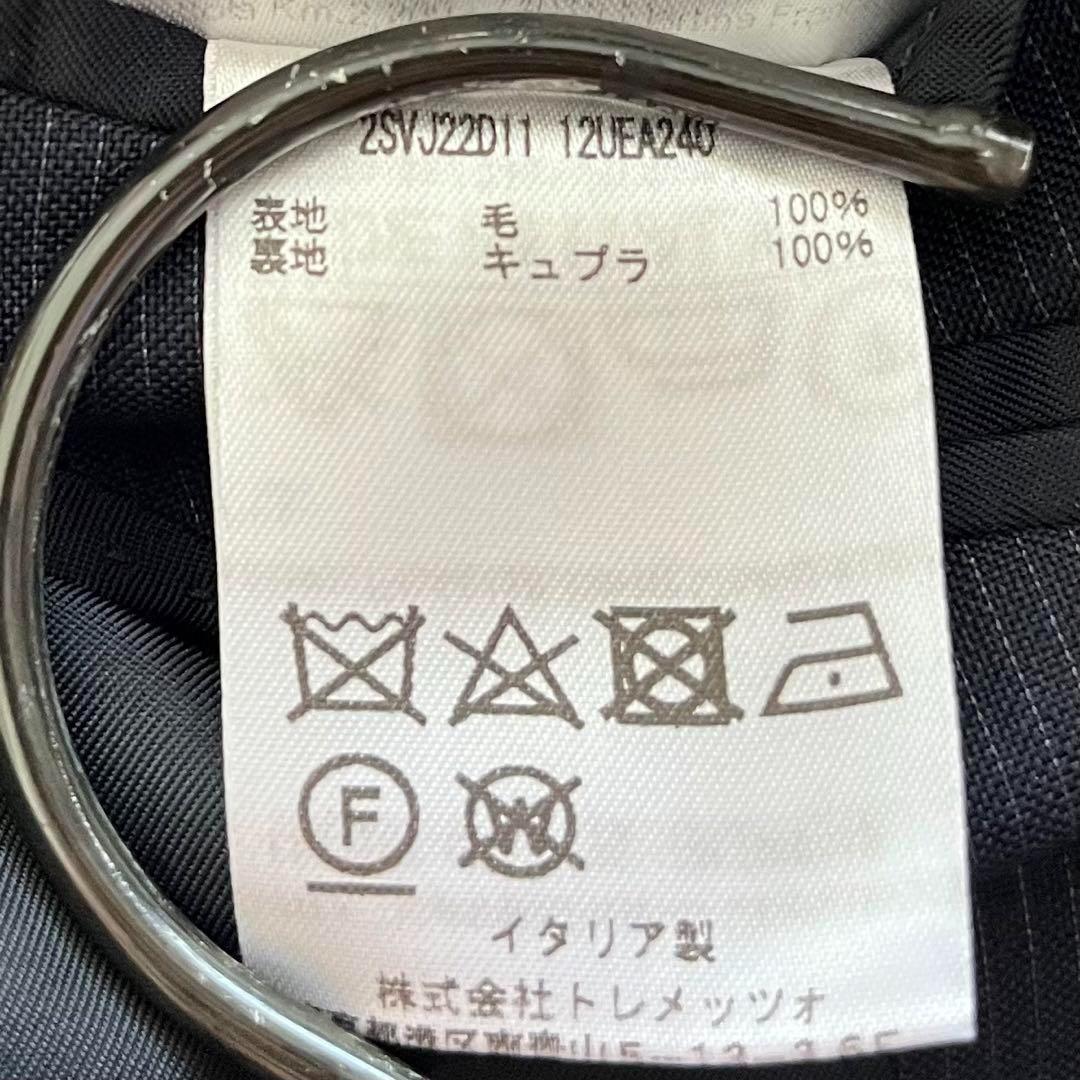 2SVJ22D11 12UEA240
表地 毛 100%
裏地 キュプラ 100%
F
W
イタリア製
株式会社トレメッツォ